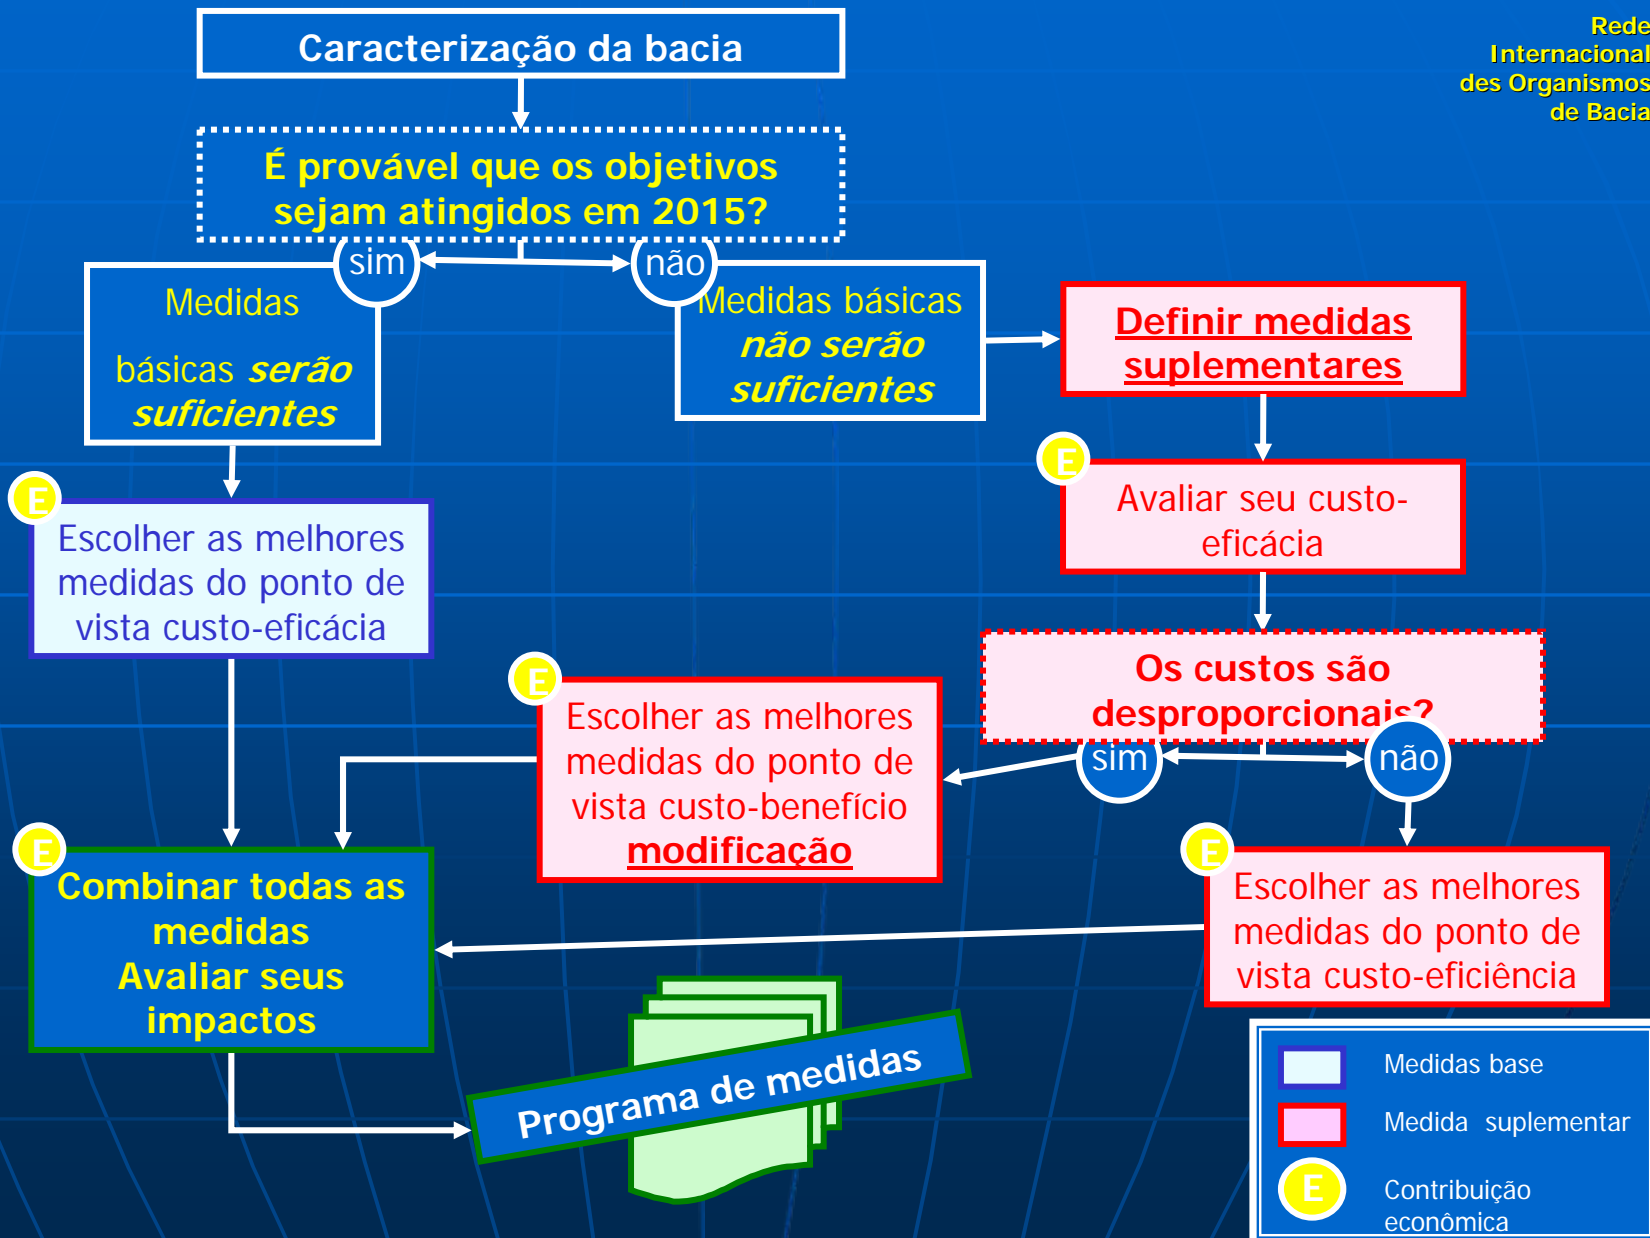 Rede
Internacional
des Organismos
de Bacia
Caracterização da bacia
É provável que os objetivos
sejam atingidos em 2015?
sim
não
Medidas
básicas serão
suficientes
Medidas básicas
não serão
suficientes
Definir medidas
suplementares
E
Avaliar seu custo-
eficácia
E
Escolher as melhores
medidas do ponto de
vista custo-eficácia
Os custos são
desproporcionais?
sim
não
E
Escolher as melhores
medidas do ponto de
vista custo-benefício
modificação
E
Escolher as melhores
medidas do ponto de
vista custo-eficiência
E
Combinar todas as
medidas
Avaliar seus
impactos
Programa de medidas
Medidas base
Medida suplementar
E
Contribuição
econômica